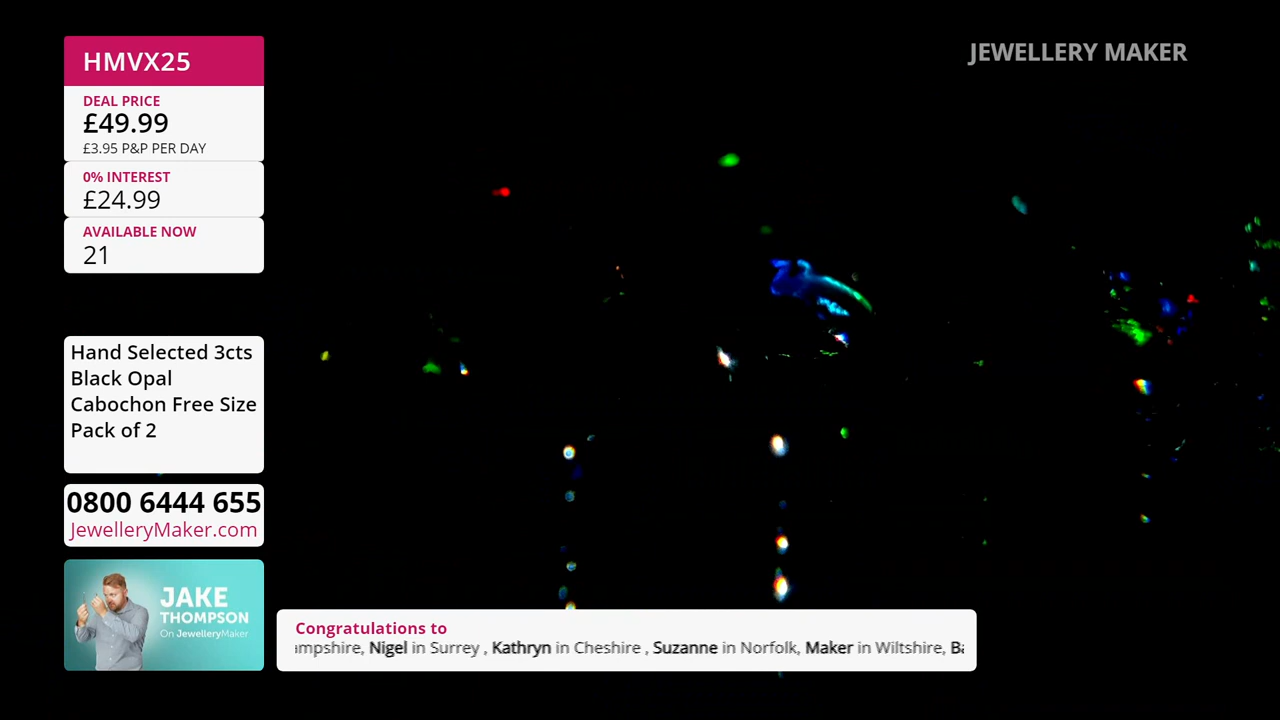 HMVX25
DEAL PRICE
£49.99
£3.95 P&P PER DAY
0% INTEREST
£24.99
AVAILABLE NOW
21
Hand Selected 3cts
Black Opal
Cabochon Free Size
Pack of 2
0800 6444 655
JewelleryMaker.com
JAKE
THOMPSON
On JewelleryMaker
JEWELLERY MAKER
Congratulations to
mpshire, Nigel in Surrey , Kathryn in Cheshire , Suzanne in Norfolk, Maker in Wiltshire,